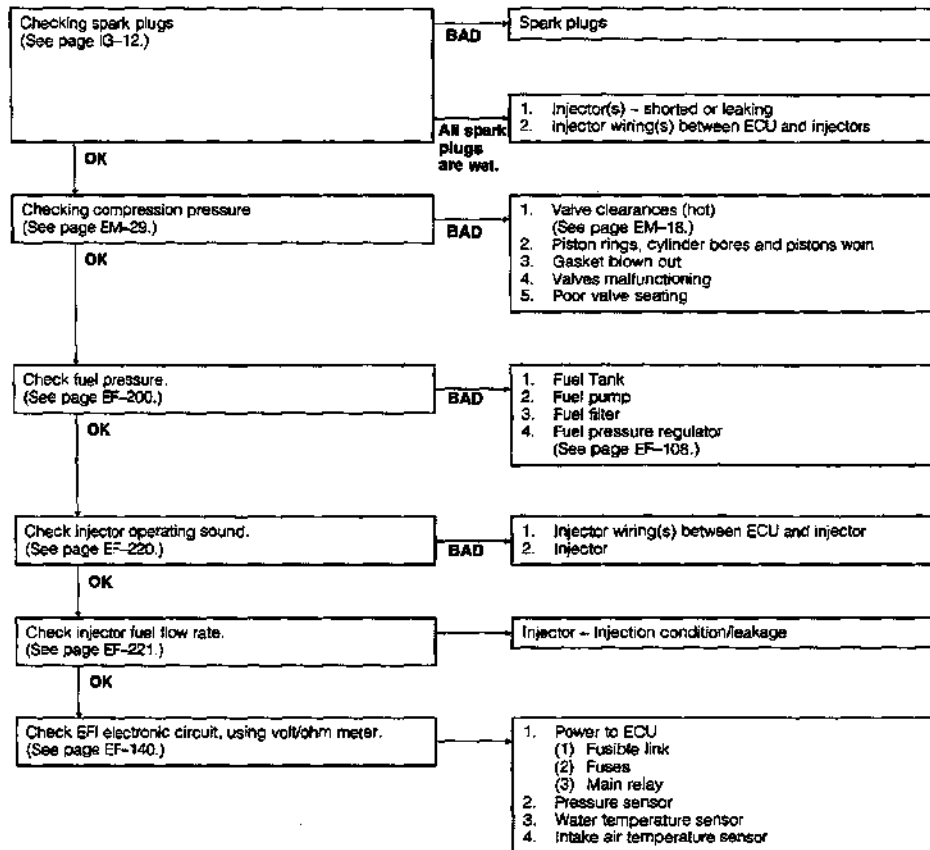 Checking spark plugs
(See page IG–12.)
BAD
Spark plugs
All spark
plugs
are wet.
1. Injector(s) – shorted or leaking
2. Injector wiring(s) between ECU and injectors
OK
Checking compression pressure
(See page EM–29.)
BAD
1. Valve clearances (hot)
(See page EM–18.)
2. Piston rings, cylinder bores and pistons worn
3. Gasket blown out
4. Valves malfunctioning
5. Poor valve seating
OK
Check fuel pressure.
(See page EF–200.)
BAD
1. Fuel Tank
2. Fuel pump
3. Fuel filter
4. Fuel pressure regulator
(See page EF–108.)
OK
Check injector operating sound.
(See page EF–220.)
BAD
1. Injector wiring(s) between ECU and injector
2. Injector
OK
Check injector fuel flow rate.
(See page EF–221.)
Injector – Injection condition/leakage
OK
Check EFI electronic circuit, using volt/ohm meter.
(See page EF–140.)
1. Power to ECU
(1) Fusible link
(2) Fuses
(3) Main relay
2. Pressure sensor
3. Water temperature sensor
4. Intake air temperature sensor